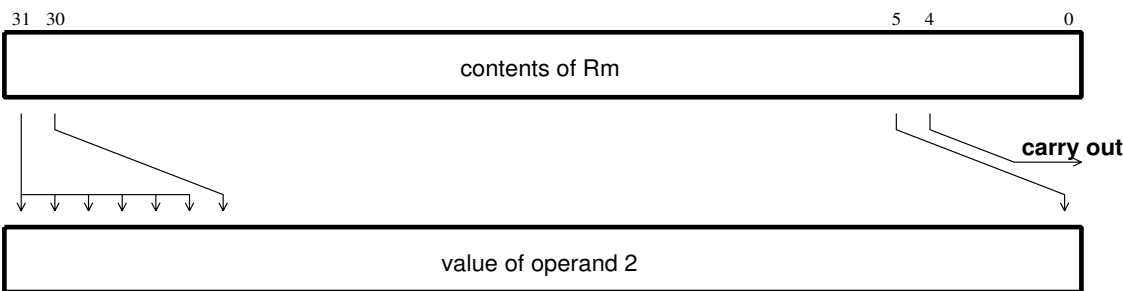 31 30 5 4 0
contents of Rm
carry out
value of operand 2